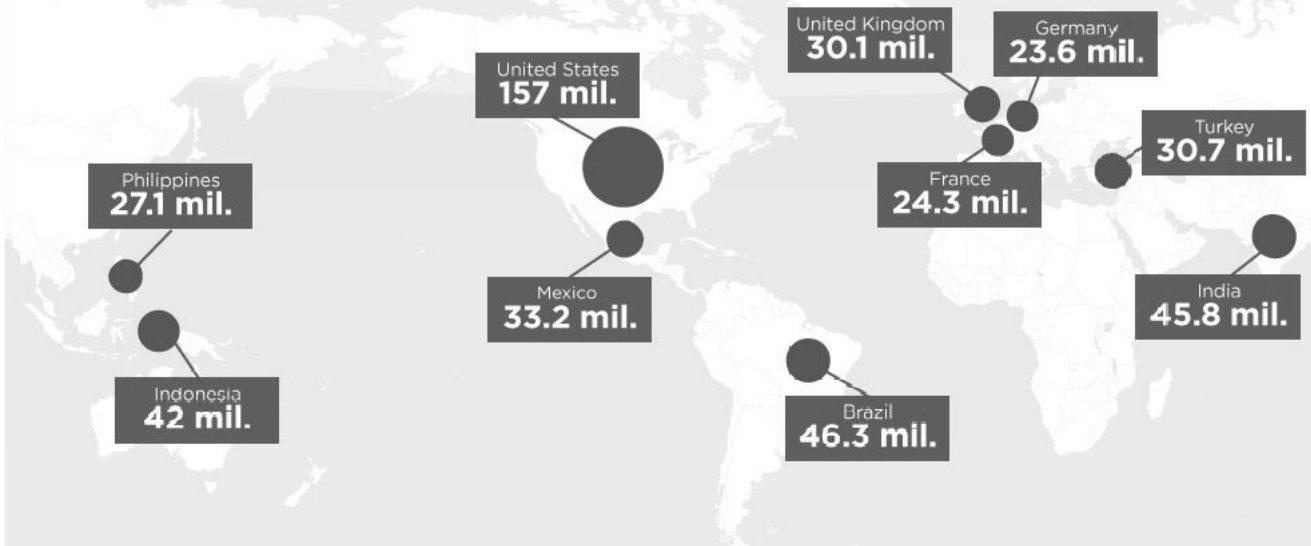 United Kingdom
30.1 mil.
Germany
23.6 mil.
United States
157 mil.
Turkey
30.7 mil.
Philippines
27.1 mil.
France
24.3 mil.
Mexico
33.2 mil.
India
45.8 mil.
Indonesia
42 mil.
Brazil
46.3 mil.